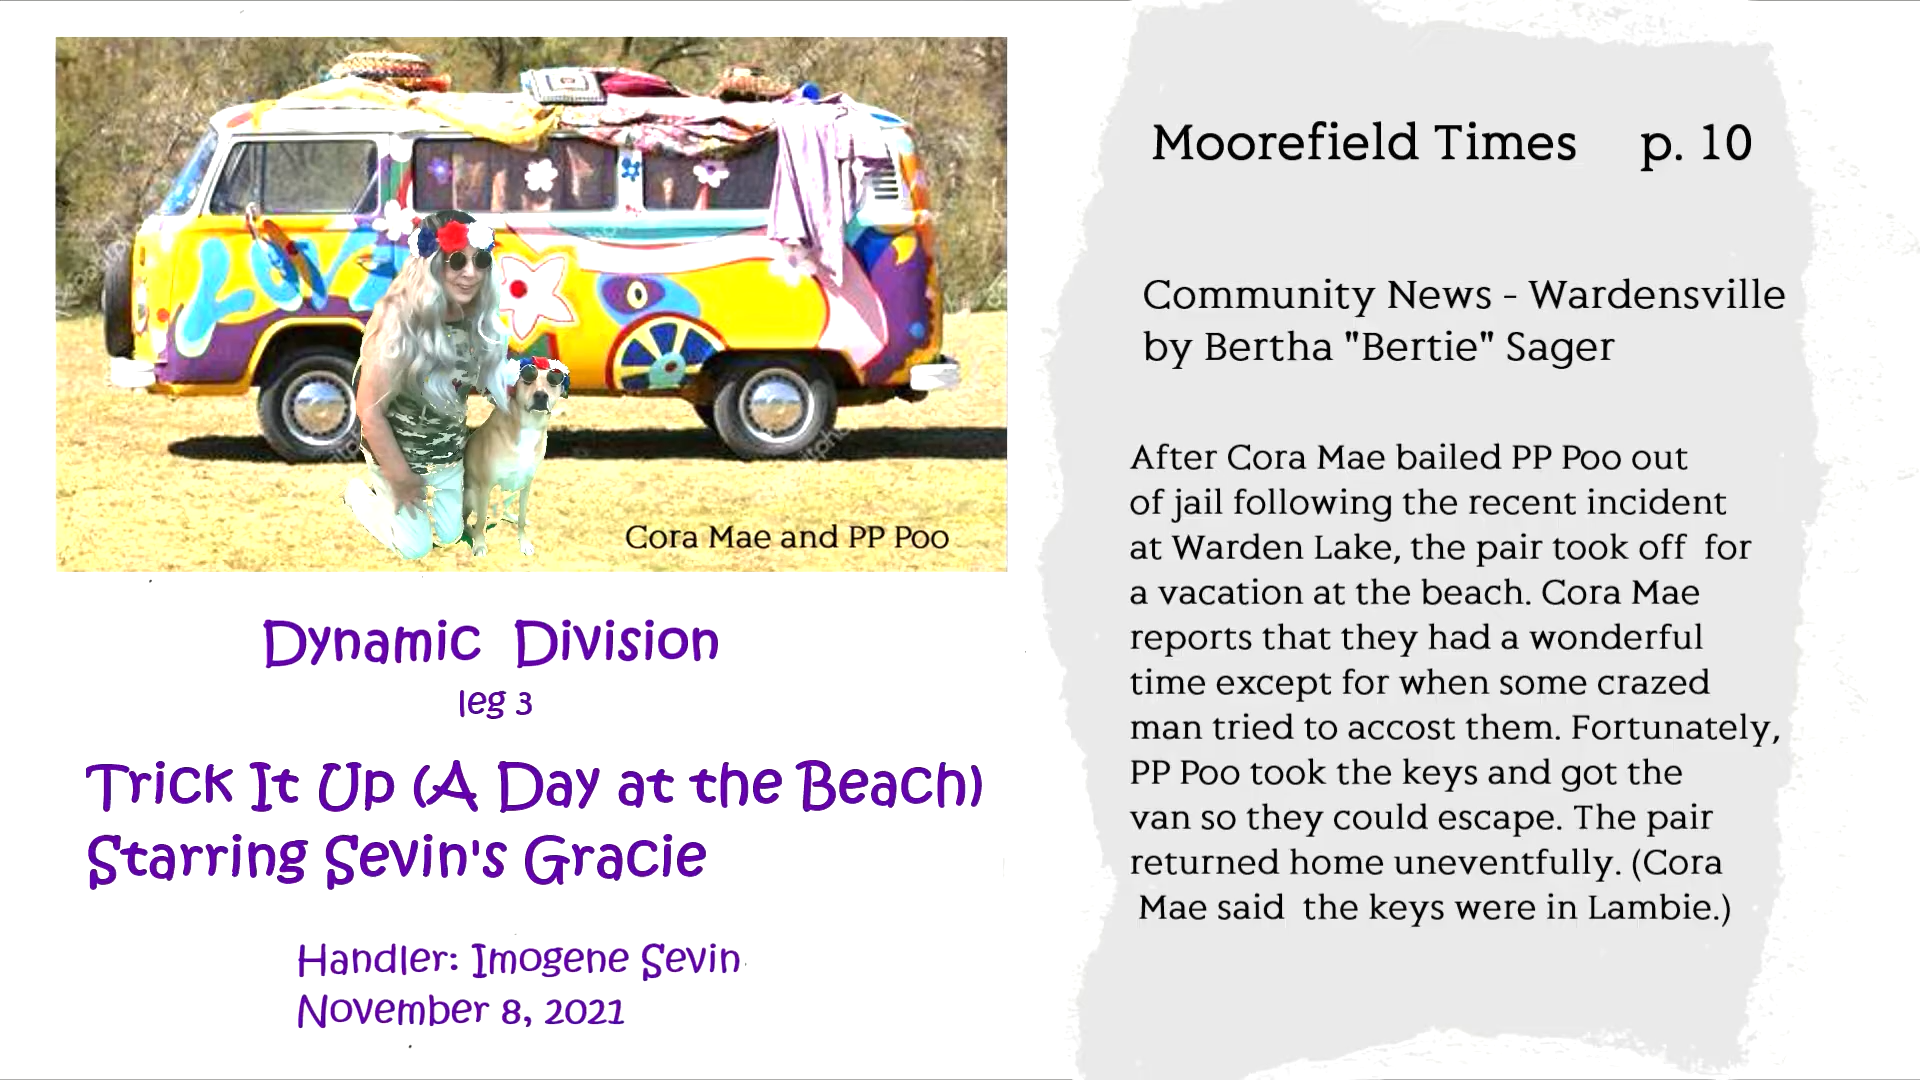 LOVE
Cora Mae and PP Poo
Dynamic Division
leg 3
Trick It Up (A Day at the Beach)
Starring Sevin's Gracie
Handler: Imogene Sevin
November 8, 2021
Moorefield Times p. 10
Community News - Wardensville
by Bertha "Bertie" Sager
After Cora Mae bailed PP Poo out
of jail following the recent incident
at Warden Lake, the pair took off for
a vacation at the beach. Cora Mae
reports that they had a wonderful
time except for when some crazed
man tried to accost them. Fortunately,
PP Poo took the keys and got the
van so they could escape. The pair
returned home uneventfully. (Cora
Mae said the keys were in Lambie.)